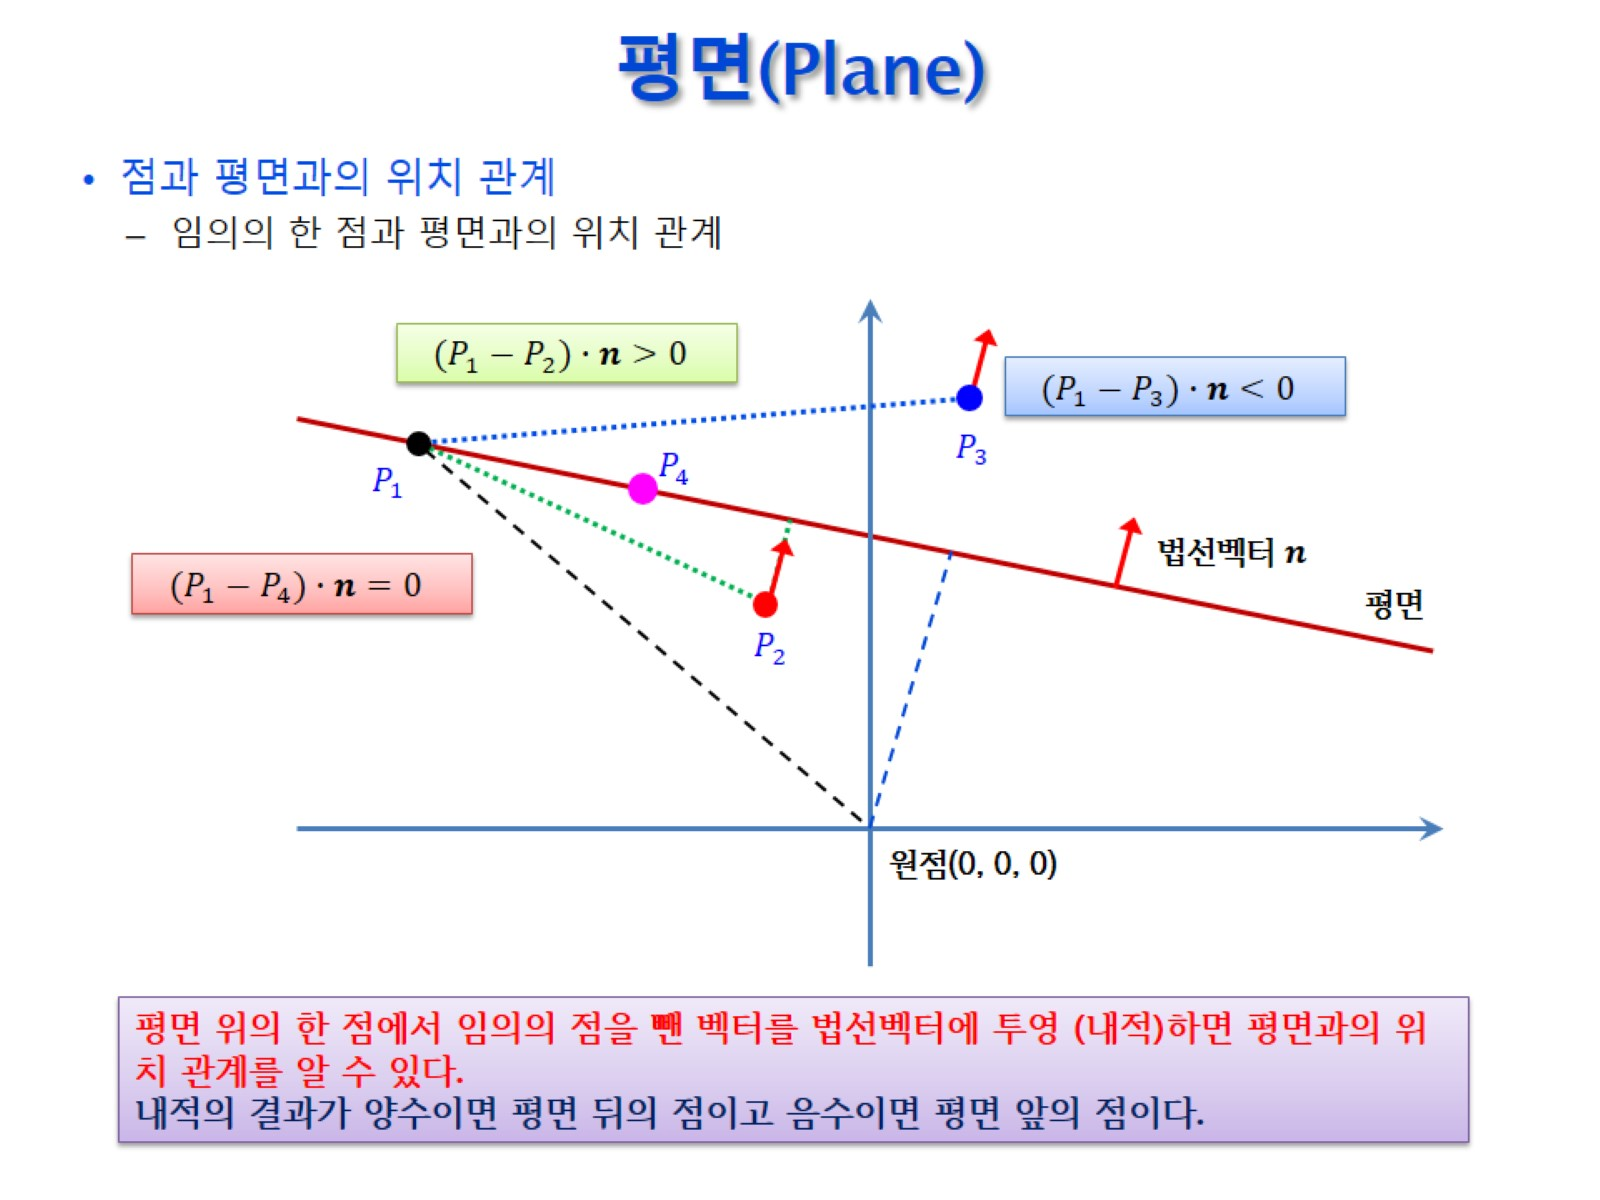 평면(Plane)
• 점과 평면과의 위치 관계
– 임의의 한 점과 평면과의 위치 관계
(P₁ − P₂) · n > 0
(P₁ − P₃) · n < 0
P₃
P₁
P₄
법선벡터 n
(P₁ − P₄) · n = 0
평면
P₂
원점(0, 0, 0)
평면 위의 한 점에서 임의의 점을 뺀 벡터를 법선벡터에 투영 (내적)하면 평면과의 위
치 관계를 알 수 있다.
내적의 결과가 양수이면 평면 뒤의 점이고 음수이면 평면 앞의 점이다.